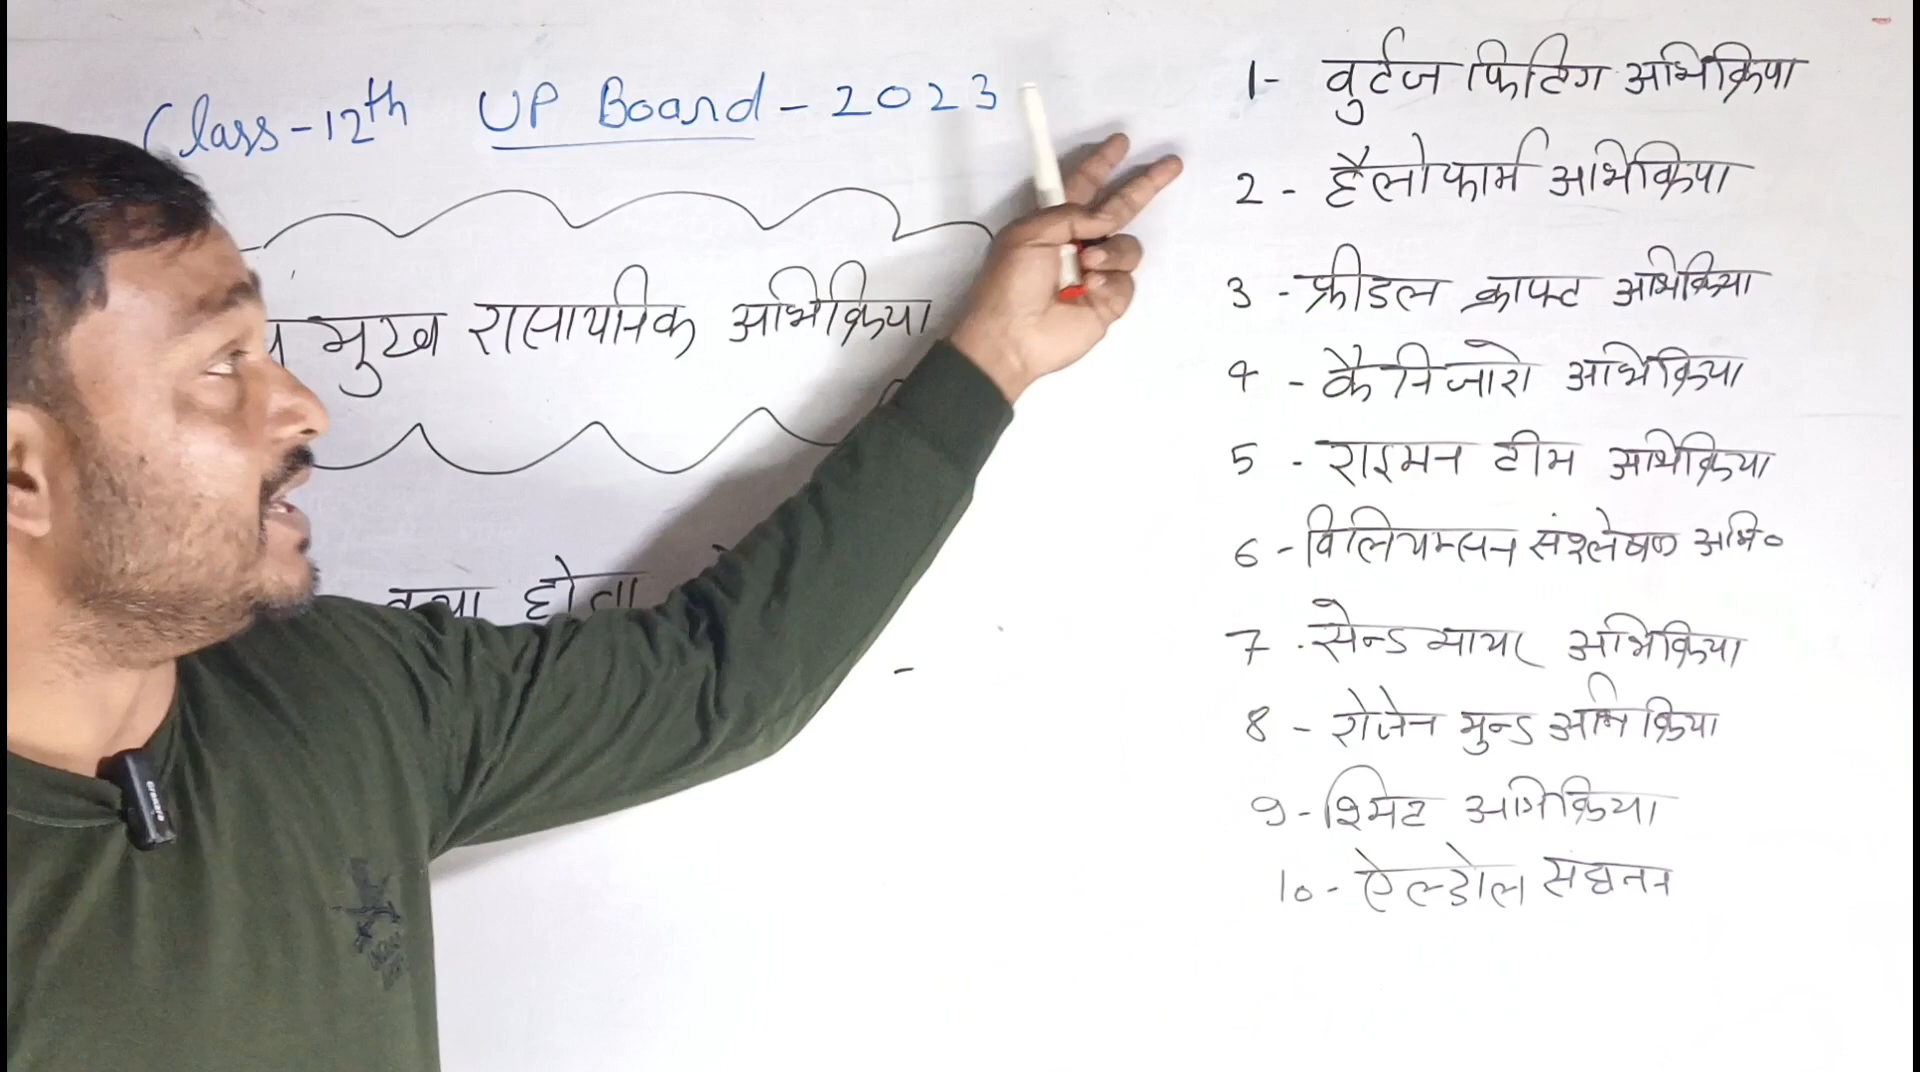 Class-12th UP Board - 2023
मुख रासायनिक अभिक्रिया
क्या होता
-
1- वुर्टज फिटिग अभिक्रिया
2 - हैलोफार्म अभिक्रिया
3 - फ्रीडल क्राफ्ट अभिक्रिया
4 - कैनिजारो अभिक्रिया
5 - राइमन टीम अभिक्रिया
6 - विलियम्सन संश्लेषण अभि०
7 - सेन्डमायर अभिक्रिया
8 - रोजेन मुन्ड अभिक्रिया
9 - श्मिट अभिक्रिया
10 - ऐल्डोल संघनन